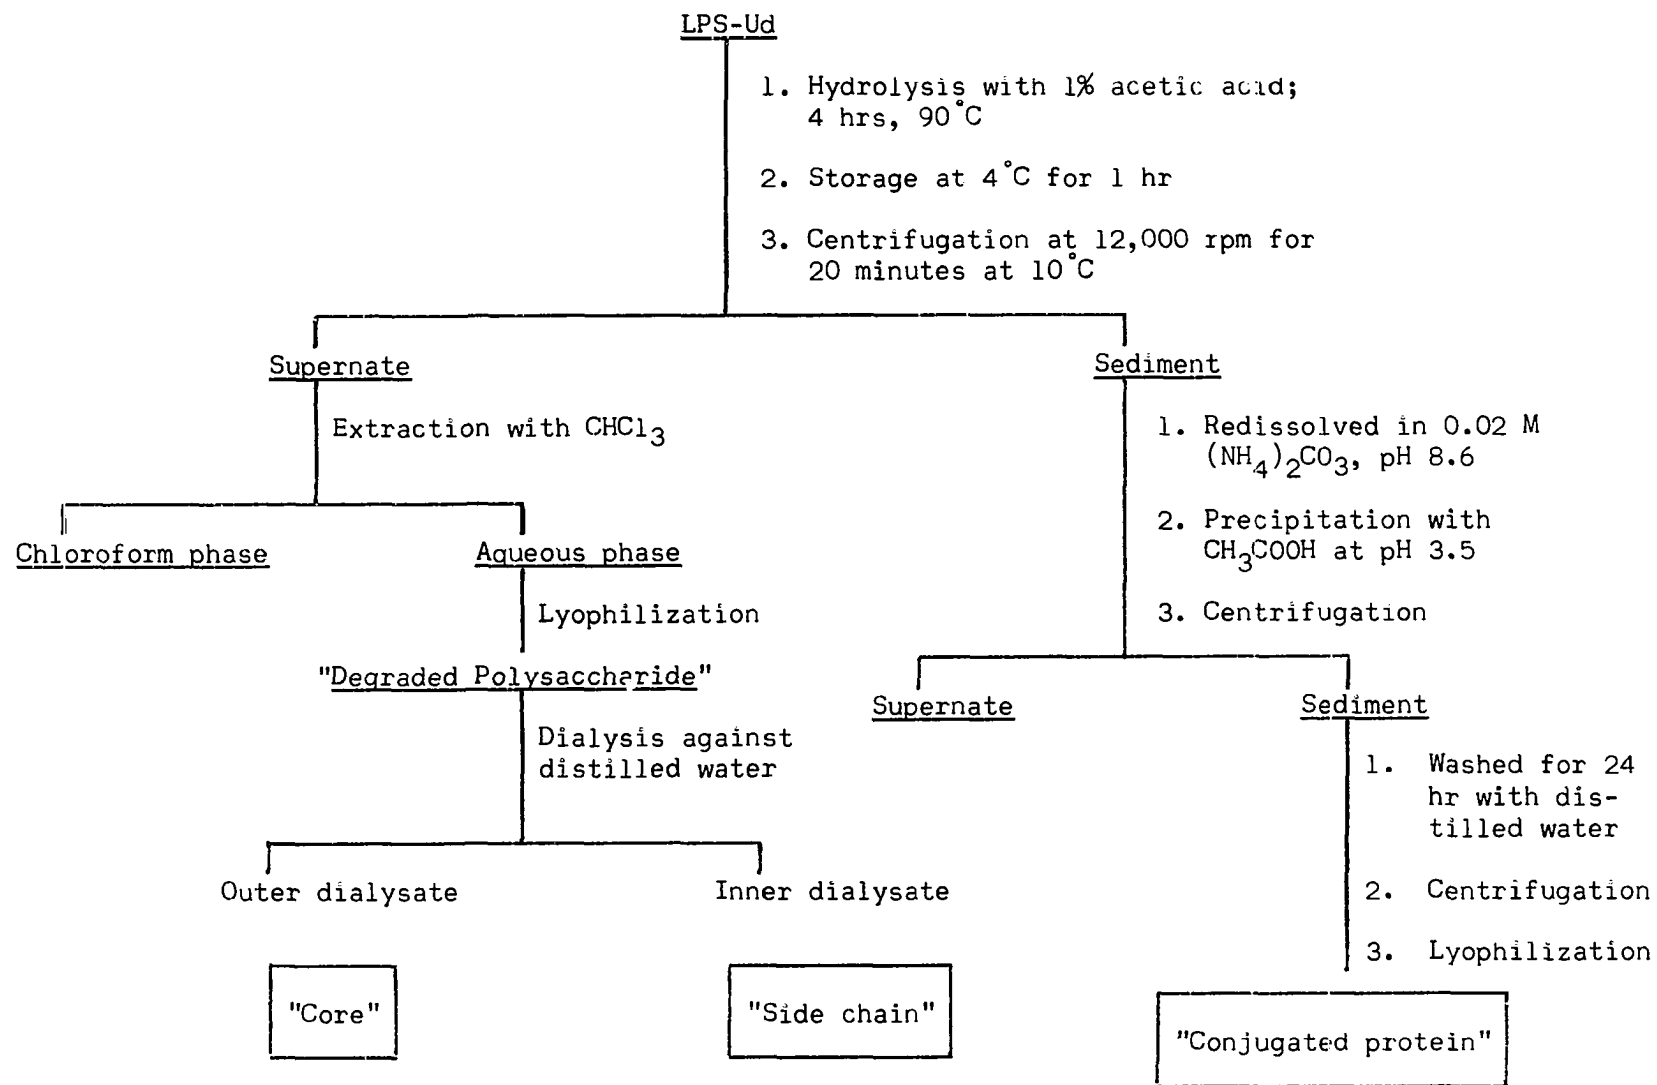 LPS-Ud
1. Hydrolysis with 1% acetic acid;
4 hrs, 90°C
2. Storage at 4°C for 1 hr
3. Centrifugation at 12,000 rpm for
20 minutes at 10°C
Supernate
Extraction with CHCl3
Chloroform phase
Aqueous phase
Lyophilization
"Degraded Polysaccharide"
Dialysis against
distilled water
Outer dialysate
Inner dialysate
"Core"
"Side chain"
Sediment
1. Redissolved in 0.02 M
(NH4)2CO3, pH 8.6
2. Precipitation with
CH3COOH at pH 3.5
3. Centrifugation
Supernate
Sediment
1. Washed for 24
hr with dis-
tilled water
2. Centrifugation
3. Lyophilization
"Conjugated protein"